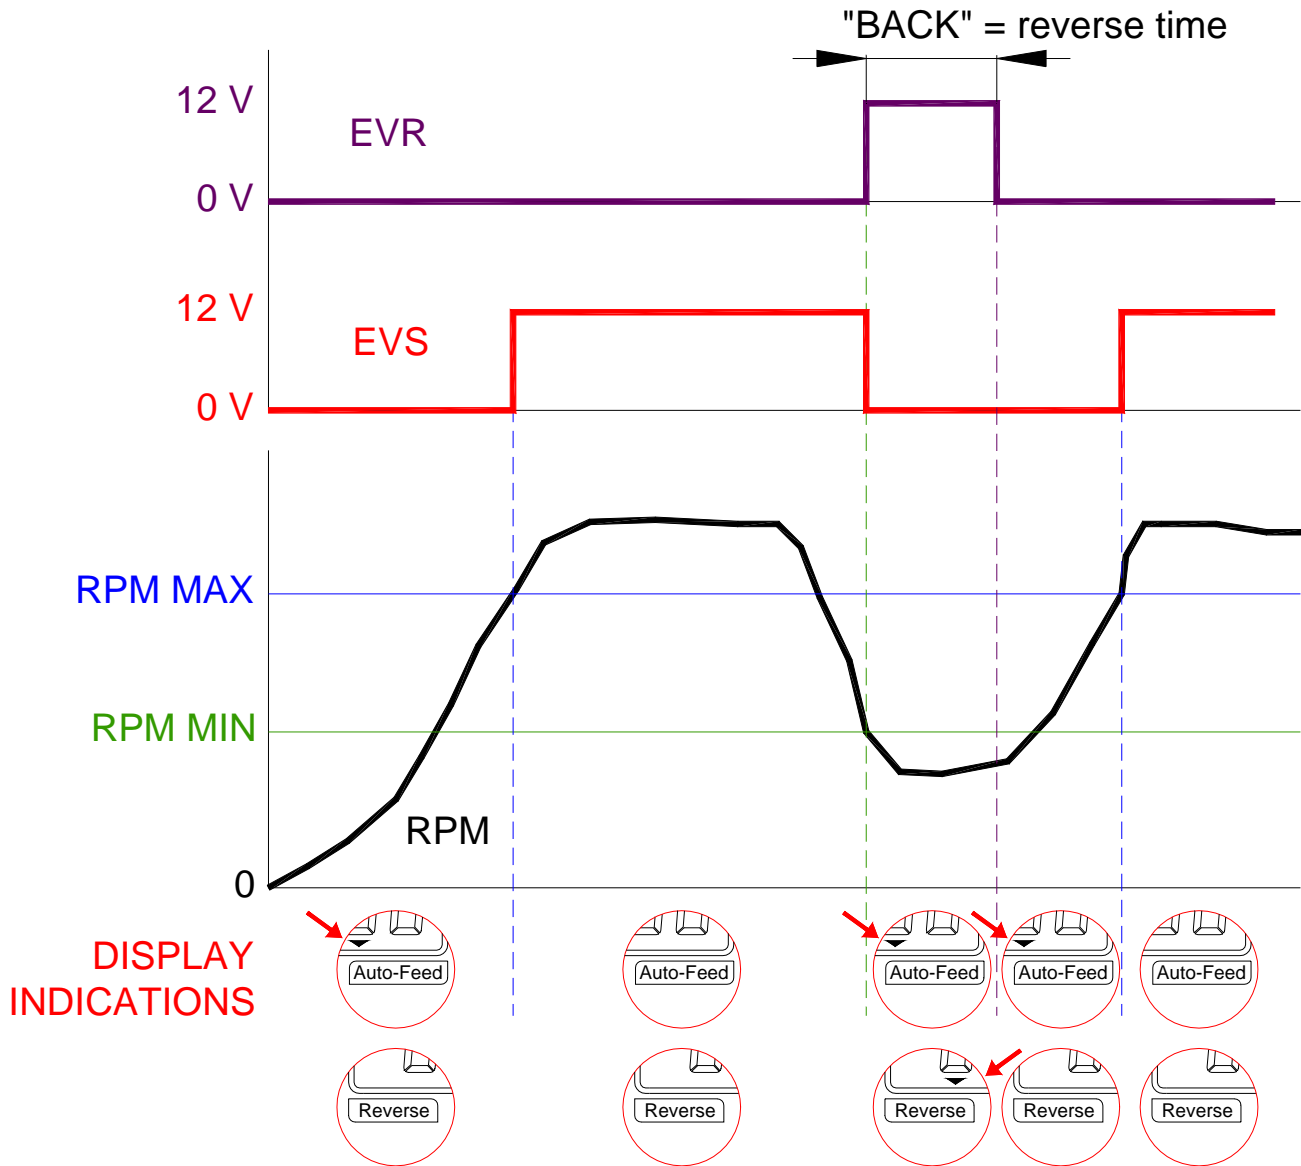 "BACK" = reverse time
12 V
EVR
0 V
12 V
EVS
0 V
RPM MAX
RPM MIN
RPM
0
DISPLAY
INDICATIONS
Auto-Feed
Auto-Feed
Auto-Feed
Auto-Feed
Auto-Feed
Reverse
Reverse
Reverse
Reverse
Reverse